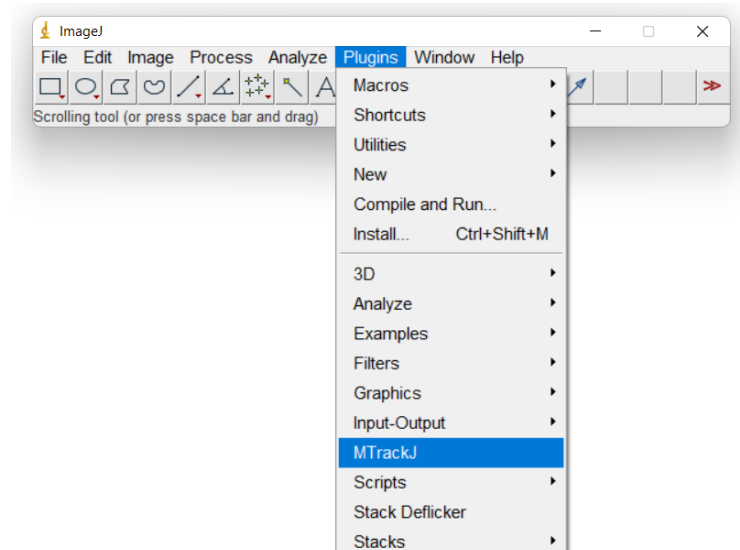 ImageJ
File Edit Image Process Analyze Plugins Window Help
A
Scrolling tool (or press space bar and drag)
Macros
Shortcuts
Utilities
New
Compile and Run...
Install... Ctrl+Shift+M
3D
Analyze
Examples
Filters
Graphics
Input-Output
MTrackJ
Scripts
Stack Deflicker
Stacks